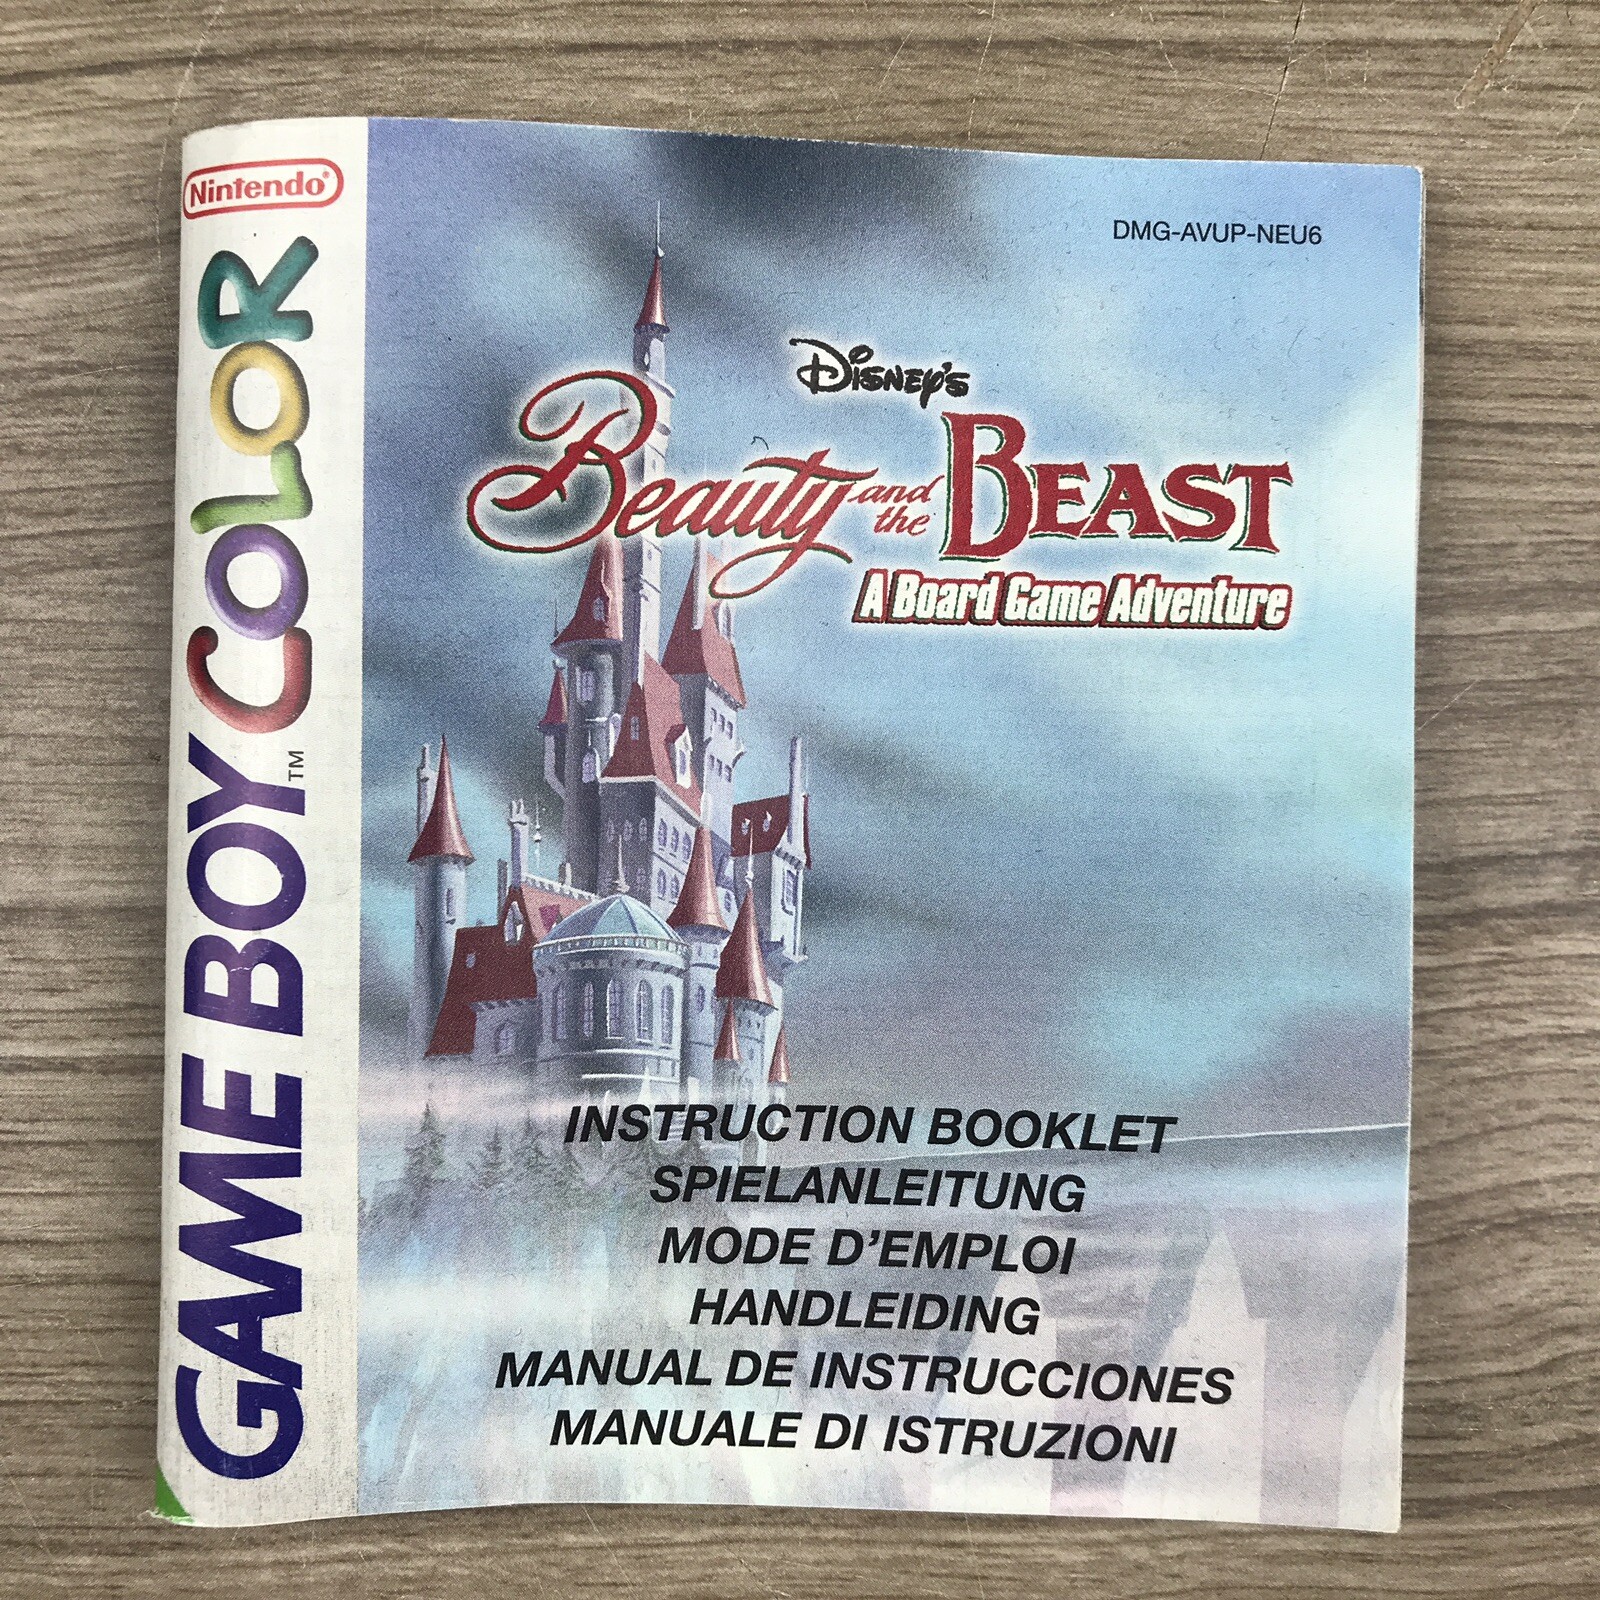 Nintendo®
GAME BOY COLOR
TM
DMG-AVUP-NEU6
Disney's
Beauty and the BEAST
A Board Game Adventure
INSTRUCTION BOOKLET
SPIELANLEITUNG
MODE D'EMPLOI
HANDLEIDING
MANUAL DE INSTRUCCIONES
MANUALE DI ISTRUZIONI